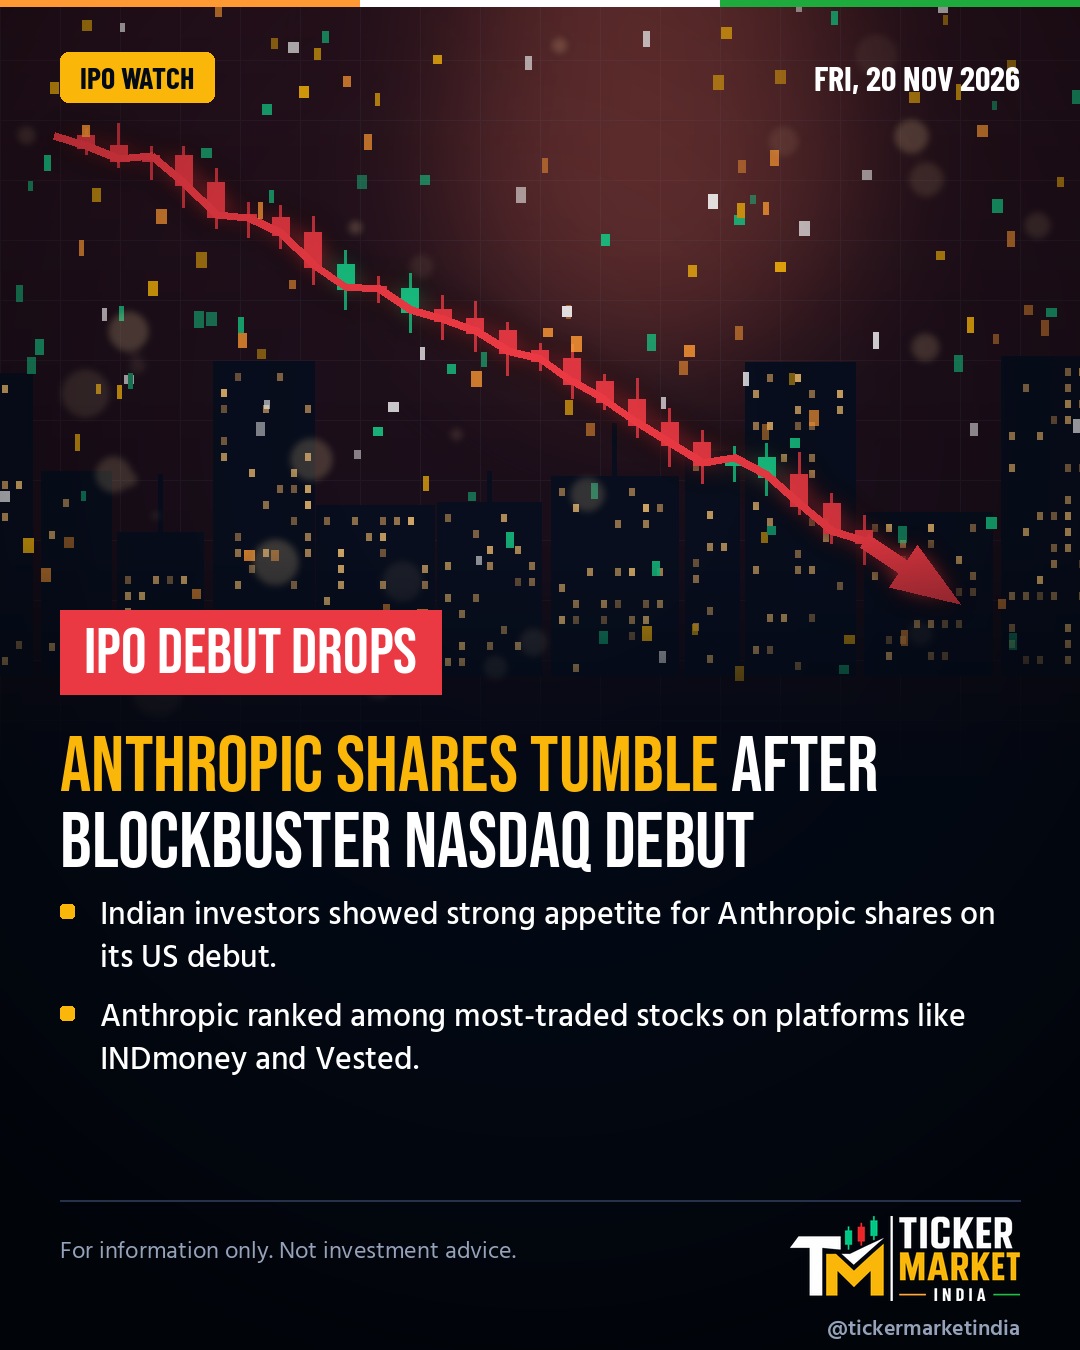 IPO WATCH
FRI, 20 NOV 2026
IPO DEBUT DROPS
ANTHROPIC SHARES TUMBLE AFTER
BLOCKBUSTER NASDAQ DEBUT
Indian investors showed strong appetite for Anthropic shares on
its US debut.
Anthropic ranked among most-traded stocks on platforms like
INDmoney and Vested.
For information only. Not investment advice.
TM
TICKER
MARKET
INDIA
@tickermarketindia